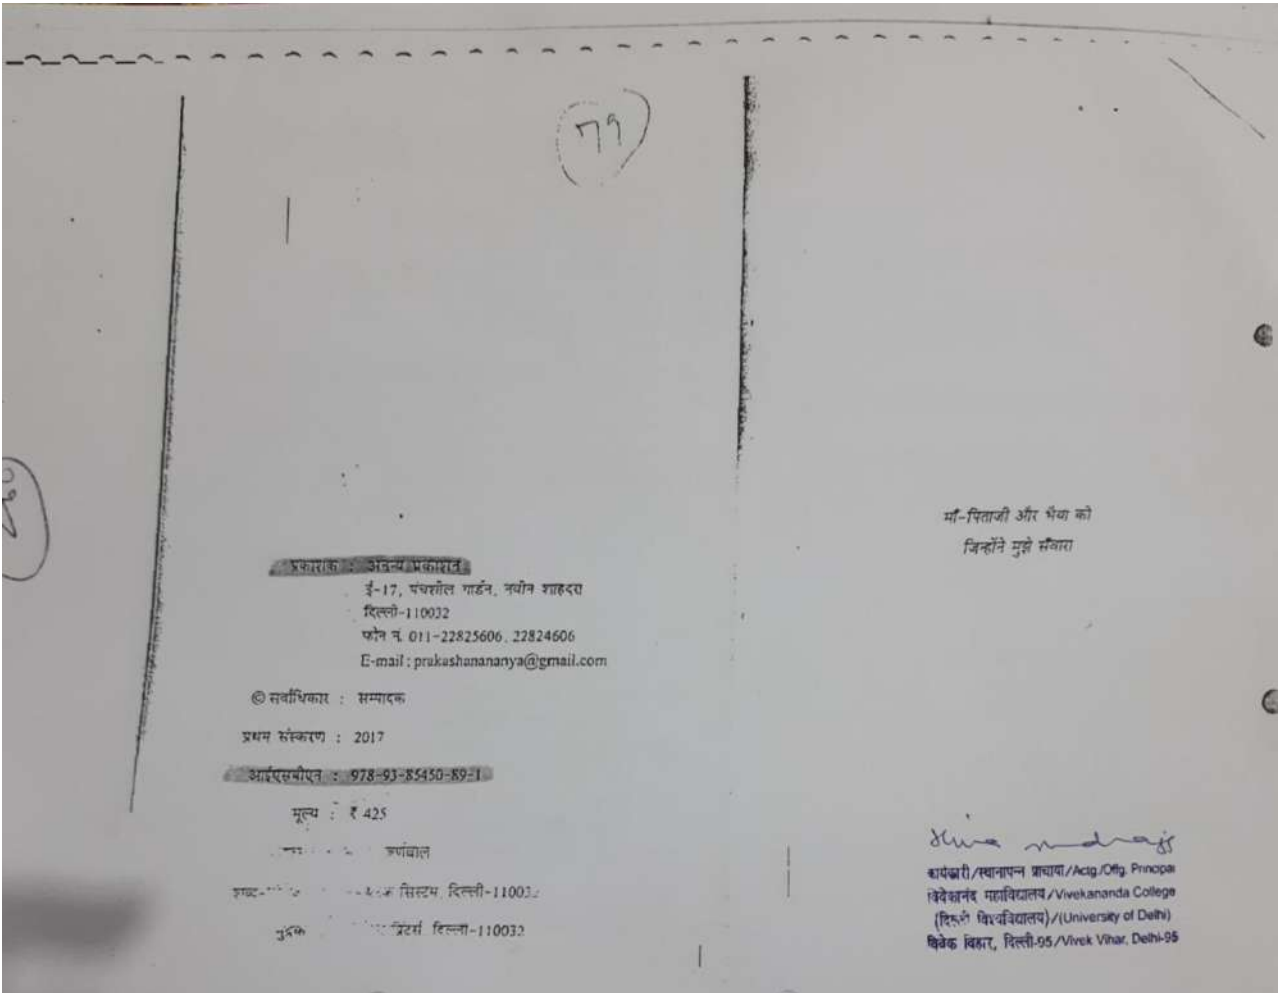 79
प्रकाशक : अनन्य प्रकाशन
ई-17, पंचशील गार्डन, नवीन शाहदरा
दिल्ली-110032
फोन नं. 011-22825606, 22824606
E-mail : prakashanananya@gmail.com
© सर्वाधिकार : सम्पादक
प्रथम संस्करण : 2017
आईएसबीएन : 978-93-85450-89-1
मूल्य : ₹ 425
सिस्टम, दिल्ली-110032
मुद्रक प्रिंटर्स, दिल्ली-110032
माँ-पिताजी और भैया को
जिन्होंने मुझे सँवारा
कार्यकारी/स्थानापन्न प्राचार्या/Actg./Offg. Principal
विवेकानंद महाविद्यालय/Vivekananda College
(दिल्ली विश्वविद्यालय)/(University of Delhi)
विवेक विहार, दिल्ली-95/Vivek Vihar, Delhi-95